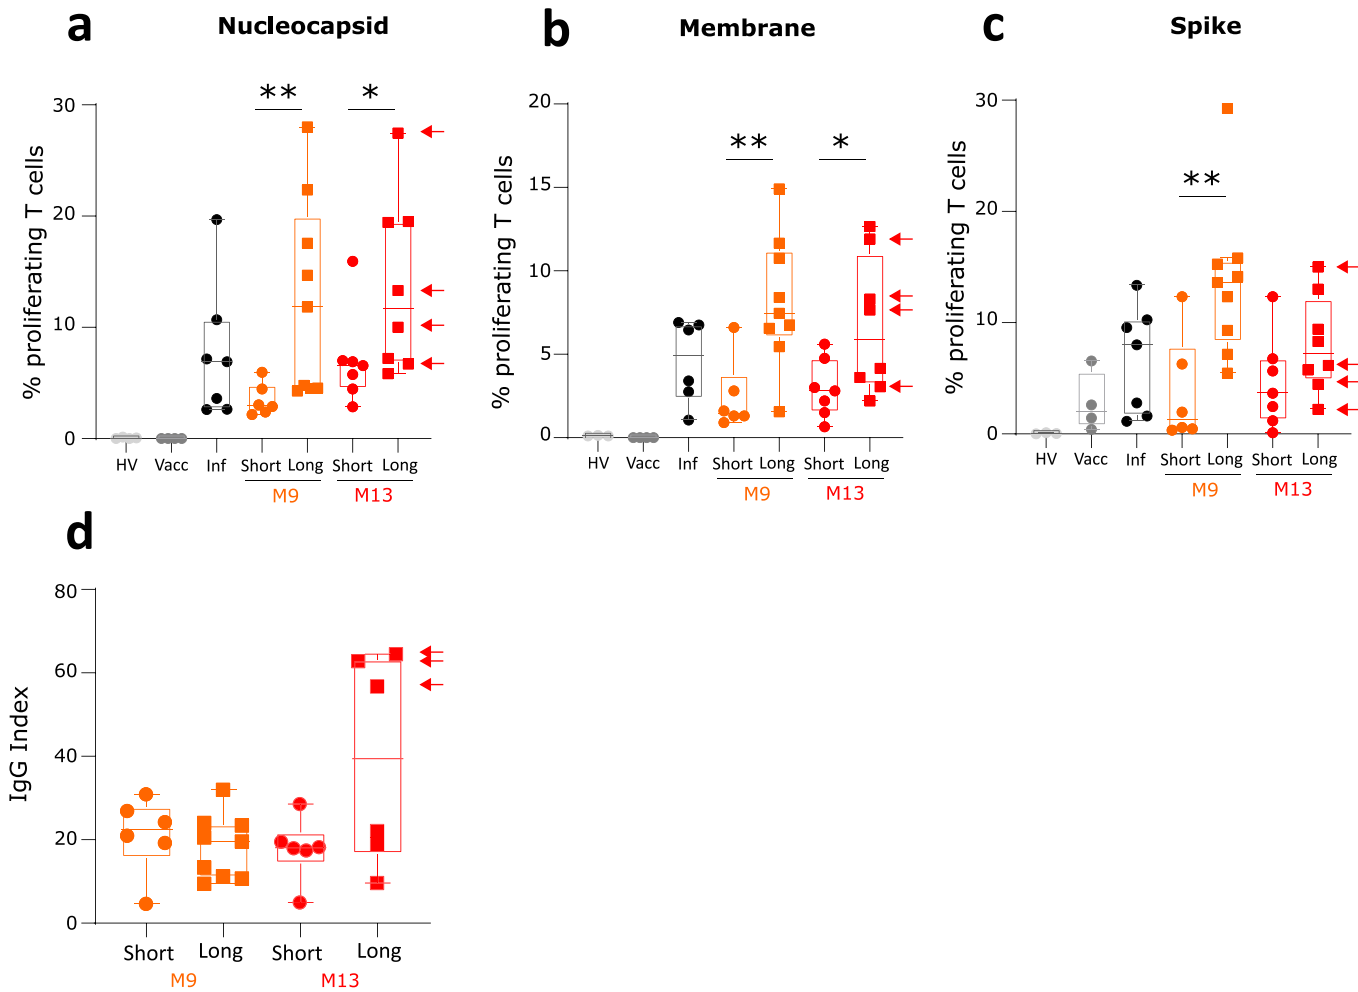 a Nucleocapsid
% proliferating T cells
30
20
10
0
** *
HV Vacc Inf Short Long Short Long
M9 M13
b Membrane
% proliferating T cells
20
15
10
5
0
** *
HV Vacc Inf Short Long Short Long
M9 M13
c Spike
% proliferating T cells
30
20
10
0
**
HV Vacc Inf Short Long Short Long
M9 M13
d
IgG Index
80
60
40
20
0
Short Long Short Long
M9 M13